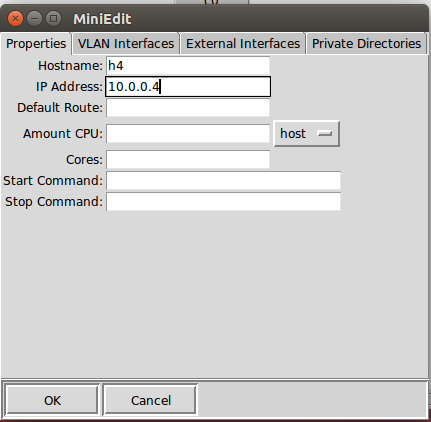 MiniEdit
Properties VLAN Interfaces External Interfaces Private Directories
Hostname: h4
IP Address: 10.0.0.4
Default Route:
Amount CPU: host
Cores:
Start Command:
Stop Command:
OK Cancel